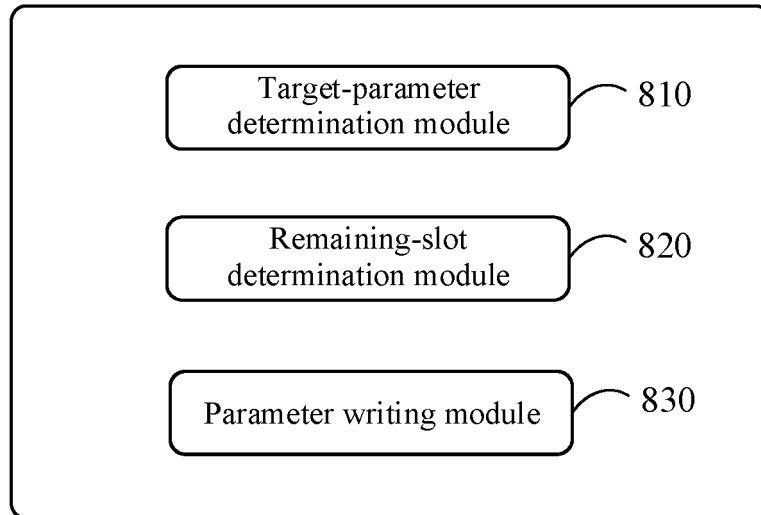 Target-parameter
determination module
810
Remaining-slot
determination module
820
Parameter writing module
830